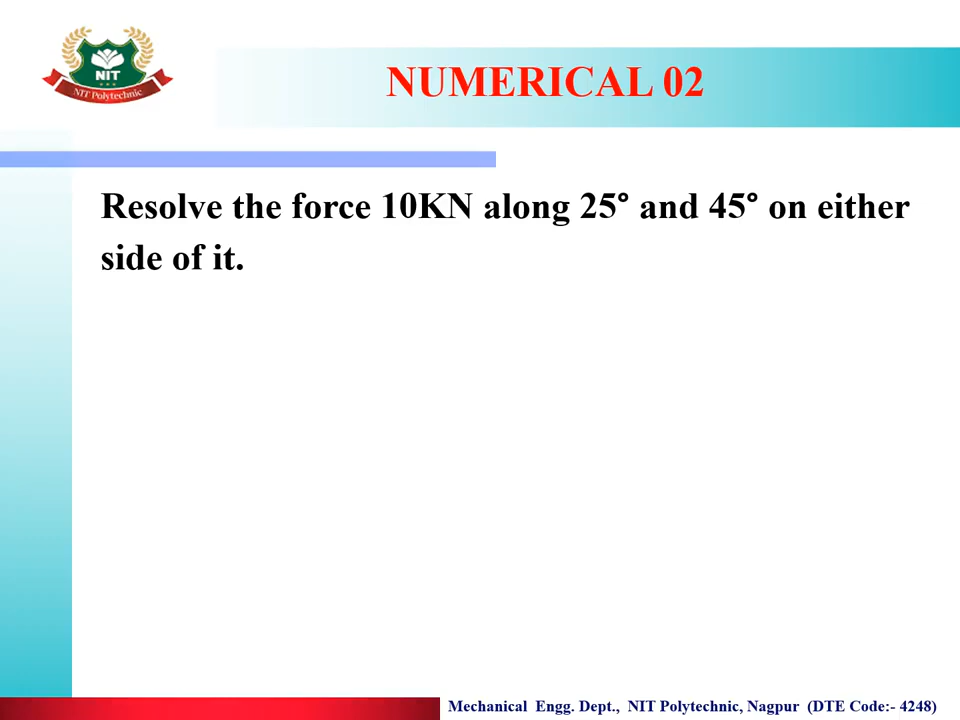 NIT
NIT Polytechnic
NUMERICAL 02
Resolve the force 10KN along 25° and 45° on either
side of it.
Mechanical Engg. Dept., NIT Polytechnic, Nagpur (DTE Code:- 4248)